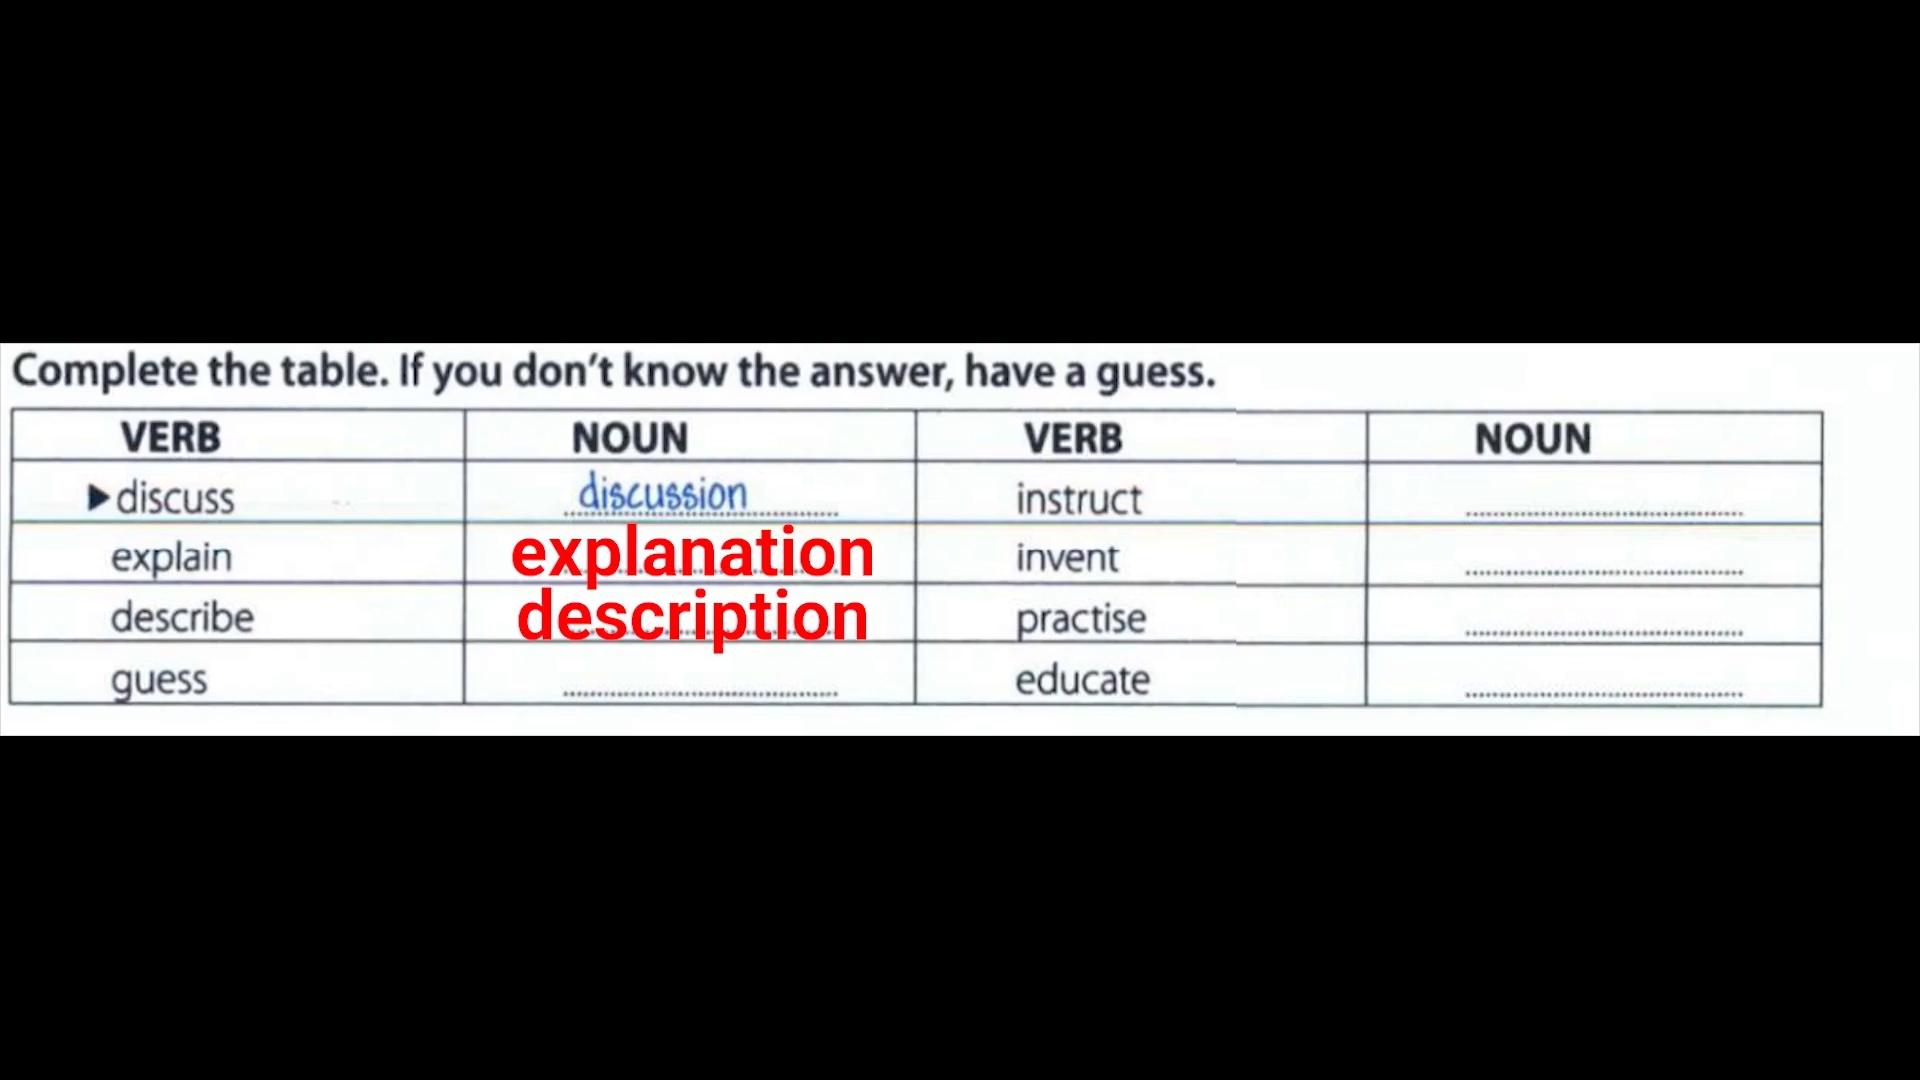 Complete the table. If you don't know the answer, have a guess.
VERB NOUN VERB NOUN
▶discuss discussion instruct
explain explanation invent
describe description practise
guess educate